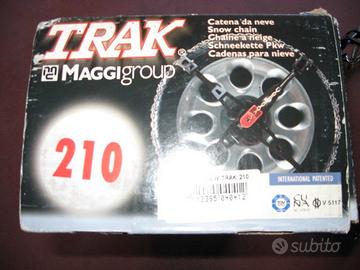 TRAK®
MAGGIgroup
Catena da neve
Snow chain
Chaîne à neige
Schneekette Pkw
Cadenas para nieve
210
TRAK 210
INTERNATIONAL PATENTED
V 5117
subito